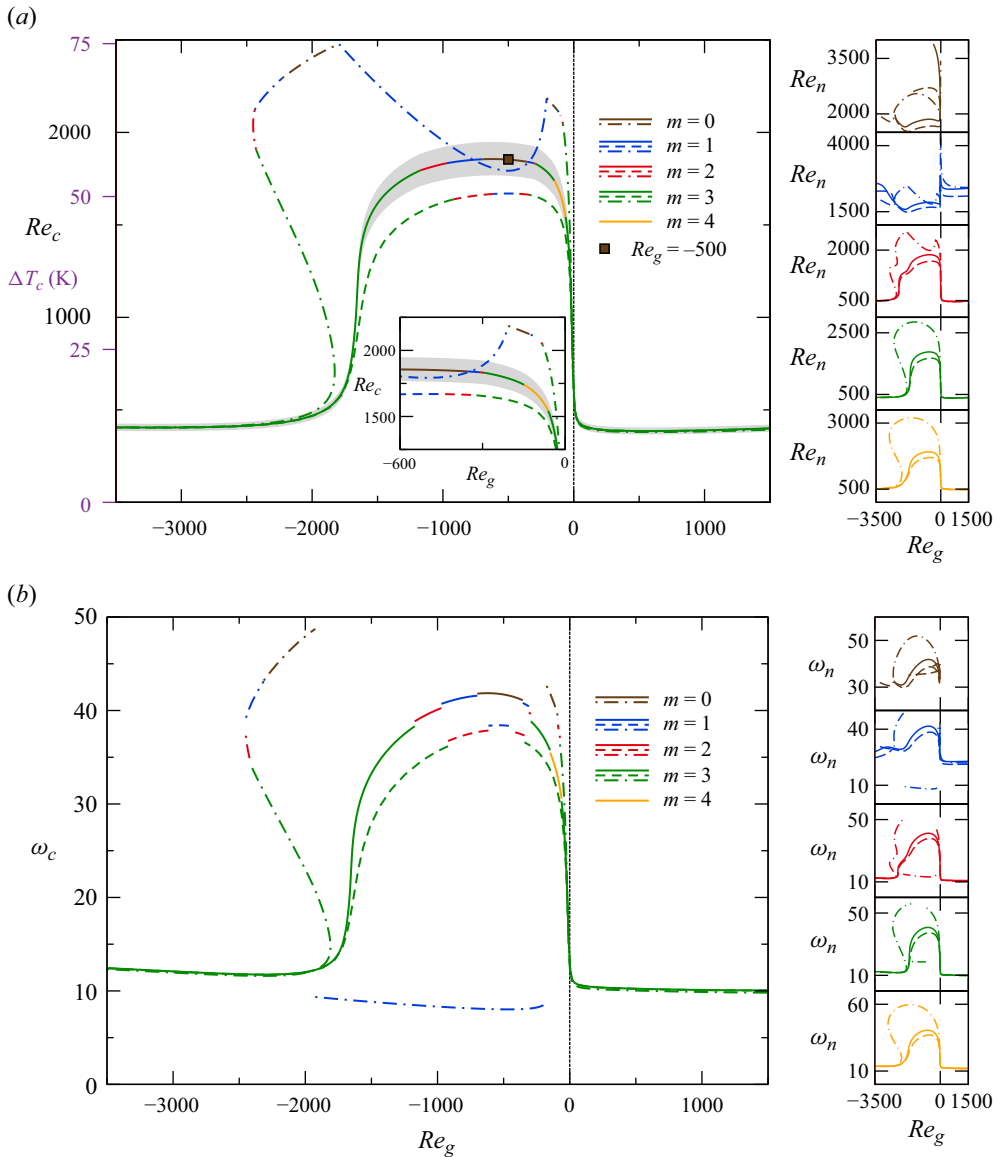 (a)
75
2000
50
Re_c
ΔT_c (K)
1000
25
0
−3000
−2000
−1000
0
1000
m = 0
m = 1
m = 2
m = 3
m = 4
Re_g = −500
2000
Re_c
1500
−600
Re_g
0
3500
Re_n
2000
4000
Re_n
1500
Re_n
2000
500
2500
Re_n
500
3000
Re_n
500
−3500
0
1500
Re_g
(b)
50
40
30
ω_c
20
10
0
−3000
−2000
−1000
0
1000
Re_g
m = 0
m = 1
m = 2
m = 3
m = 4
50
ω_n
30
40
ω_n
10
50
ω_n
10
50
ω_n
10
60
ω_n
10
−3500
0
1500
Re_g